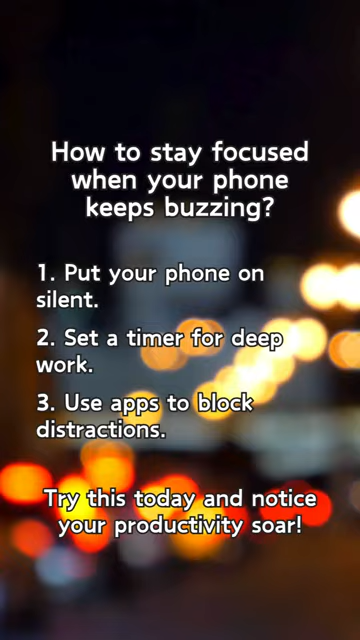 How to stay focused
when your phone
keeps buzzing?
1. Put your phone on
silent.
2. Set a timer for deep
work.
3. Use apps to block
distractions.
Try this today and notice
your productivity soar!